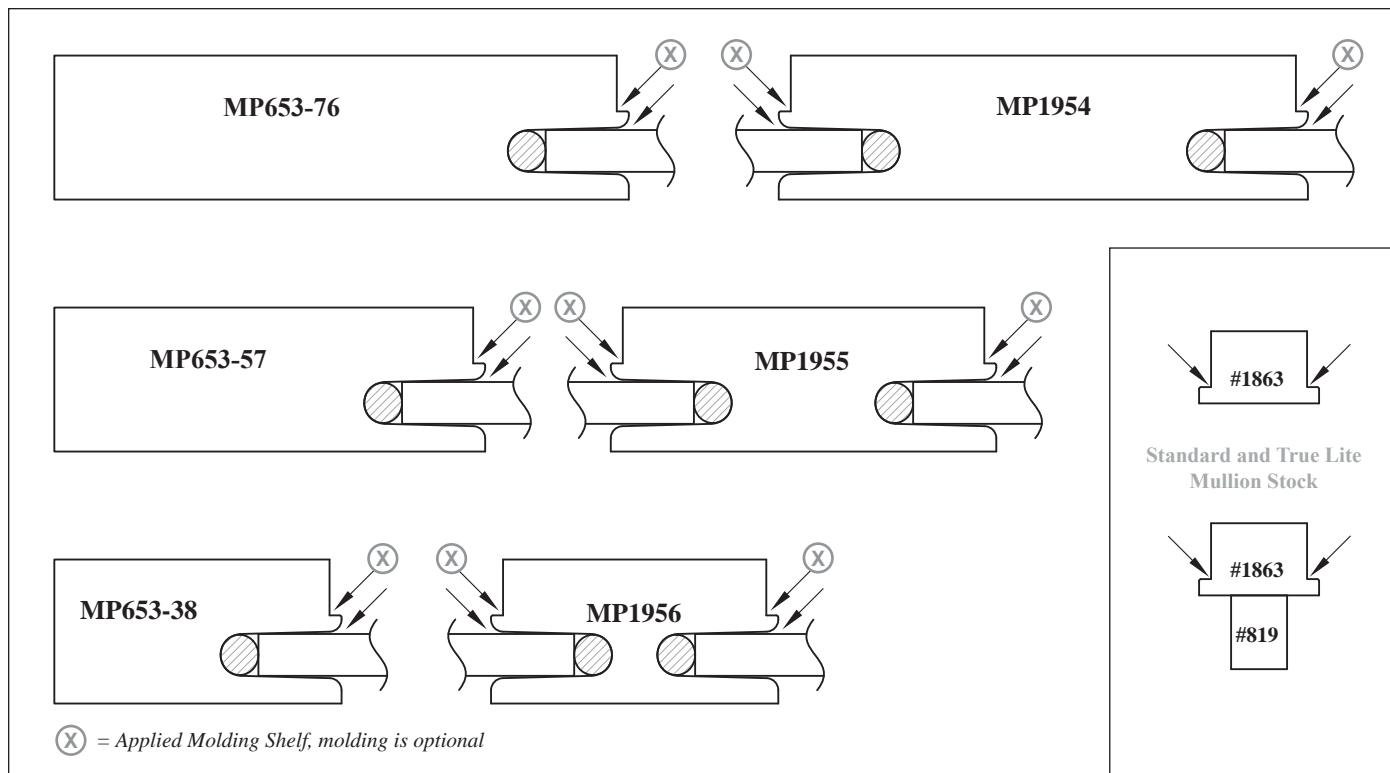 X X X
MP653-76 MP1954
X X X
MP653-57 MP1955
#1863
Standard and True Lite
Mullion Stock
X X X
#1863
MP653-38 MP1956
#819
X = Applied Molding Shelf, molding is optional